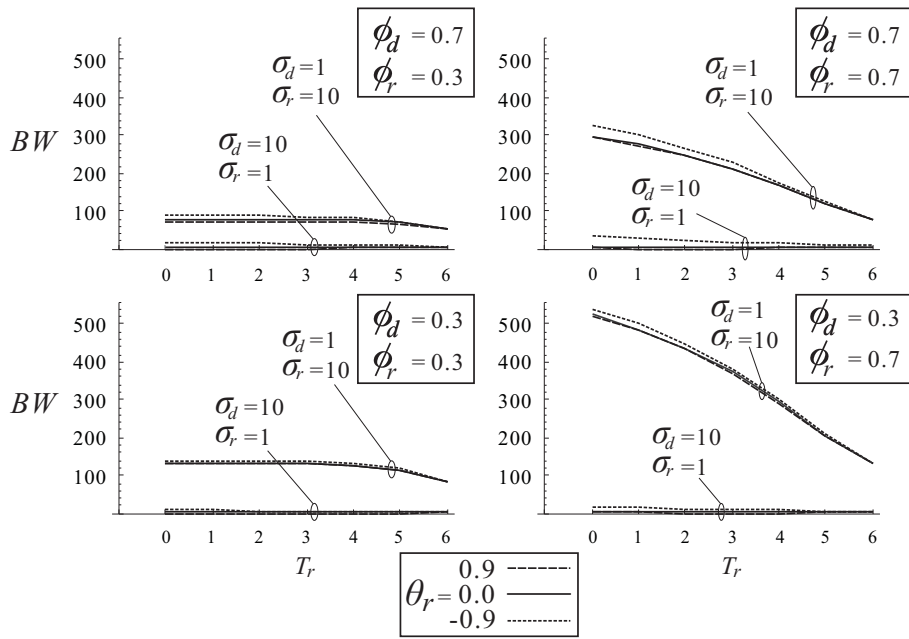 ϕd = 0.7
ϕr = 0.3
500
400
300
200
100
BW
σd = 1
σr = 10
σd = 10
σr = 1
0 1 2 3 4 5 6
ϕd = 0.7
ϕr = 0.7
500
400
300
200
100
σd = 1
σr = 10
σd = 10
σr = 1
0 1 2 3 4 5 6
ϕd = 0.3
ϕr = 0.3
500
400
300
200
100
BW
σd = 1
σr = 10
σd = 10
σr = 1
0 1 2 3 4 5 6
Tr
ϕd = 0.3
ϕr = 0.7
500
400
300
200
100
σd = 1
σr = 10
σd = 10
σr = 1
0 1 2 3 4 5 6
Tr
0.9
θr = 0.0
-0.9